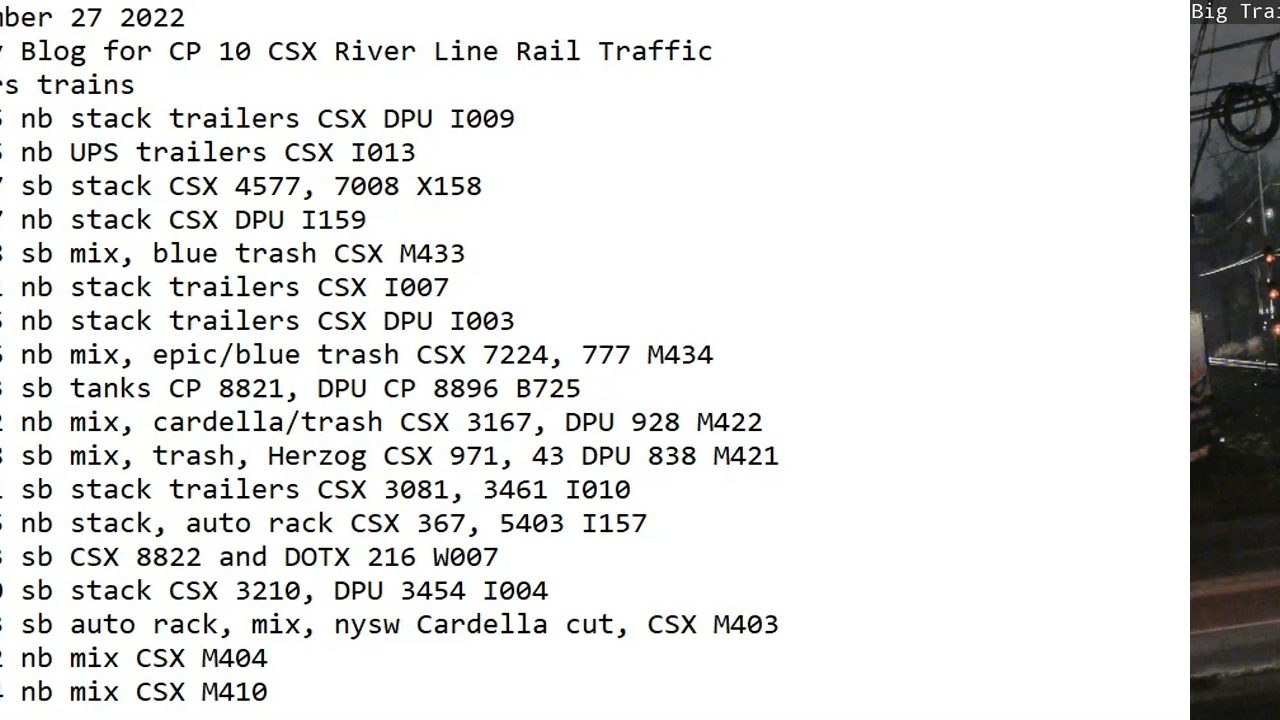 ber 27 2022
Blog for CP 10 CSX River Line Rail Traffic
s trains
nb stack trailers CSX DPU I009
nb UPS trailers CSX I013
sb stack CSX 4577, 7008 X158
nb stack CSX DPU I159
sb mix, blue trash CSX M433
nb stack trailers CSX I007
nb stack trailers CSX DPU I003
nb mix, epic/blue trash CSX 7224, 777 M434
sb tanks CP 8821, DPU CP 8896 B725
nb mix, cardella/trash CSX 3167, DPU 928 M422
sb mix, trash, Herzog CSX 971, 43 DPU 838 M421
sb stack trailers CSX 3081, 3461 I010
nb stack, auto rack CSX 367, 5403 I157
sb CSX 8822 and DOTX 216 W007
sb stack CSX 3210, DPU 3454 I004
sb auto rack, mix, nysw Cardella cut, CSX M403
nb mix CSX M404
nb mix CSX M410
Big Trai